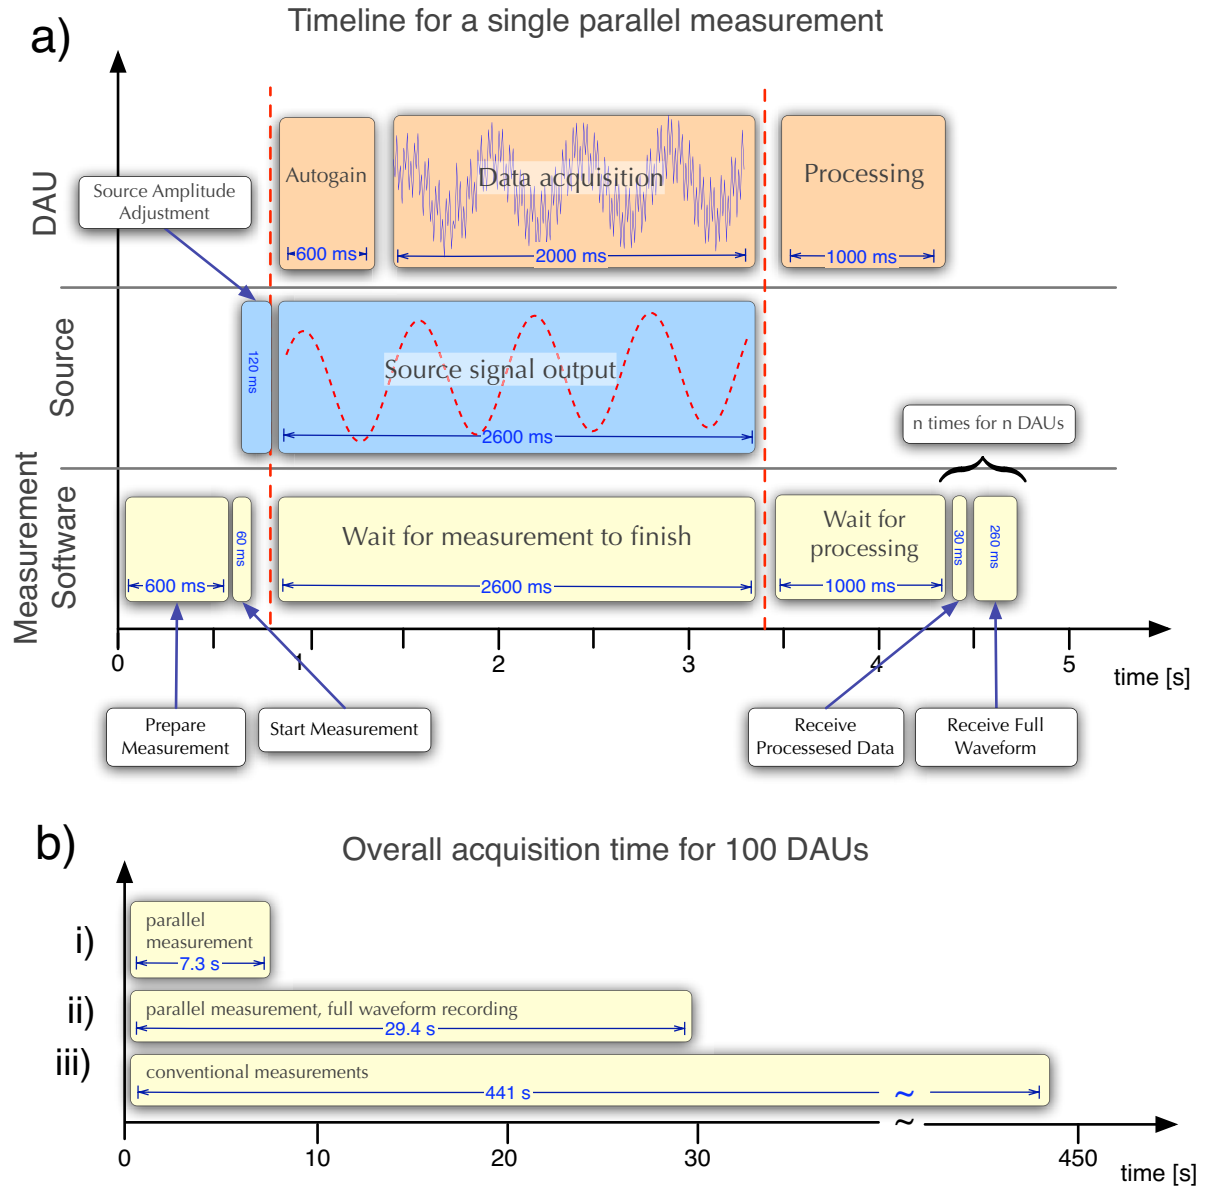 a)
Timeline for a single parallel measurement
DAU
Source Amplitude
Adjustment
Autogain
600 ms
Data acquisition
2000 ms
Processing
1000 ms
Source
120 ms
Source signal output
2600 ms
n times for n DAUs
Measurement
Software
600 ms
60 ms
Wait for measurement to finish
2600 ms
Wait for
processing
1000 ms
30 ms
260 ms
0
1
2
3
4
5
time [s]
Prepare
Measurement
Start Measurement
Receive
Processesed Data
Receive Full
Waveform
b)
Overall acquisition time for 100 DAUs
i)
parallel
measurement
7.3 s
ii)
parallel measurement, full waveform recording
29.4 s
iii)
conventional measurements
441 s
~
~
0
10
20
30
450
time [s]